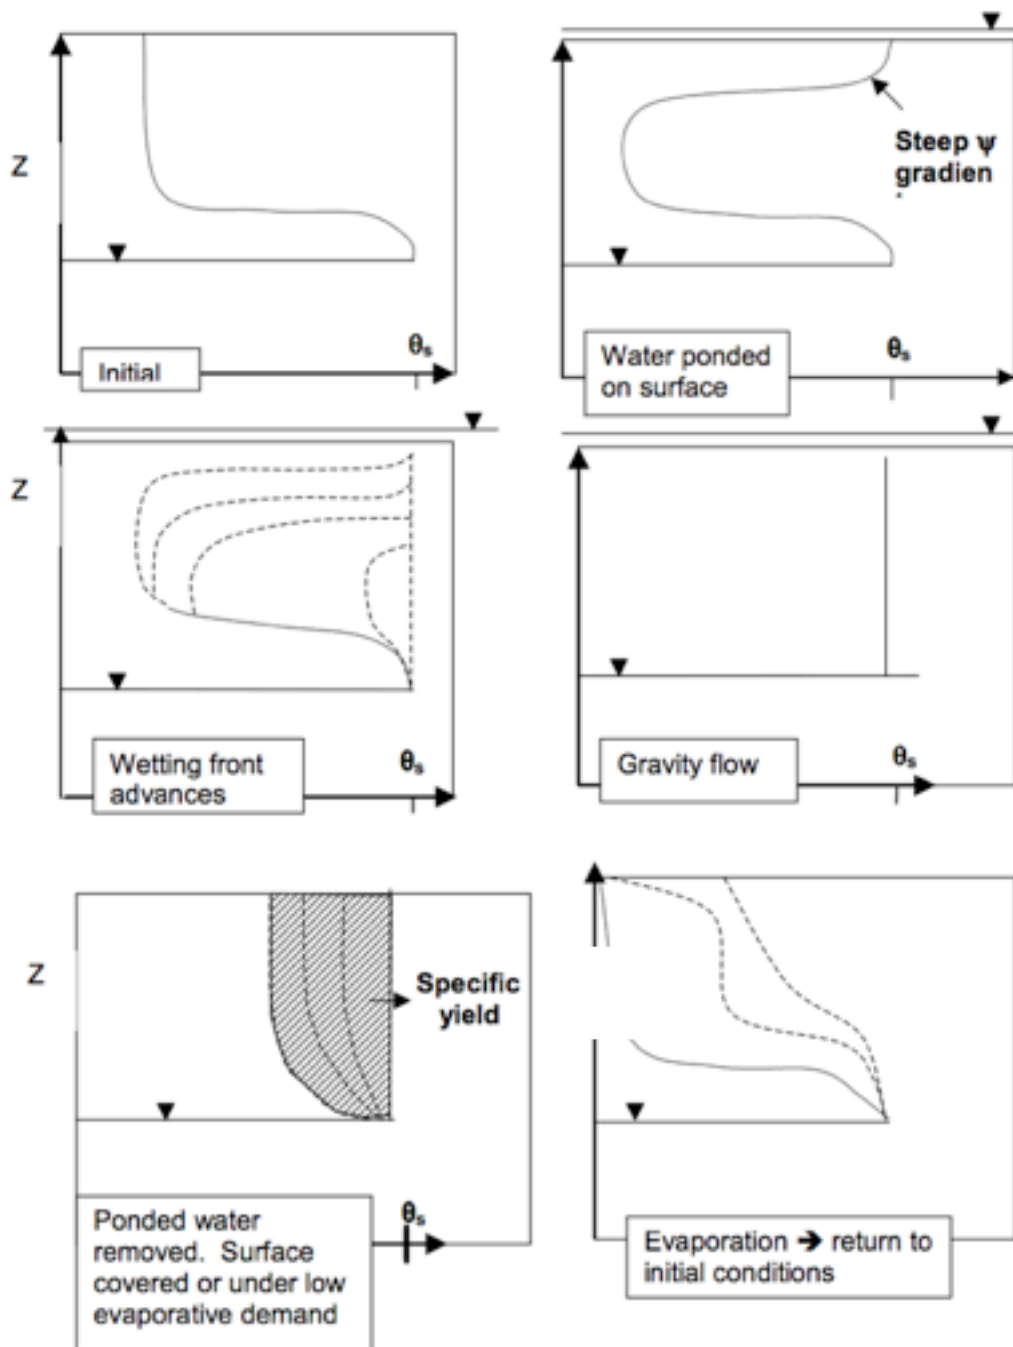 Z
Steep ψ
gradien
.
θs
Initial
θs
Water ponded
on surface
Z
Wetting front
advances
θs
Gravity flow
θs
Z
Specific
yield
θs
Ponded water
removed. Surface
covered or under low
evaporative demand
Evaporation → return to
initial conditions